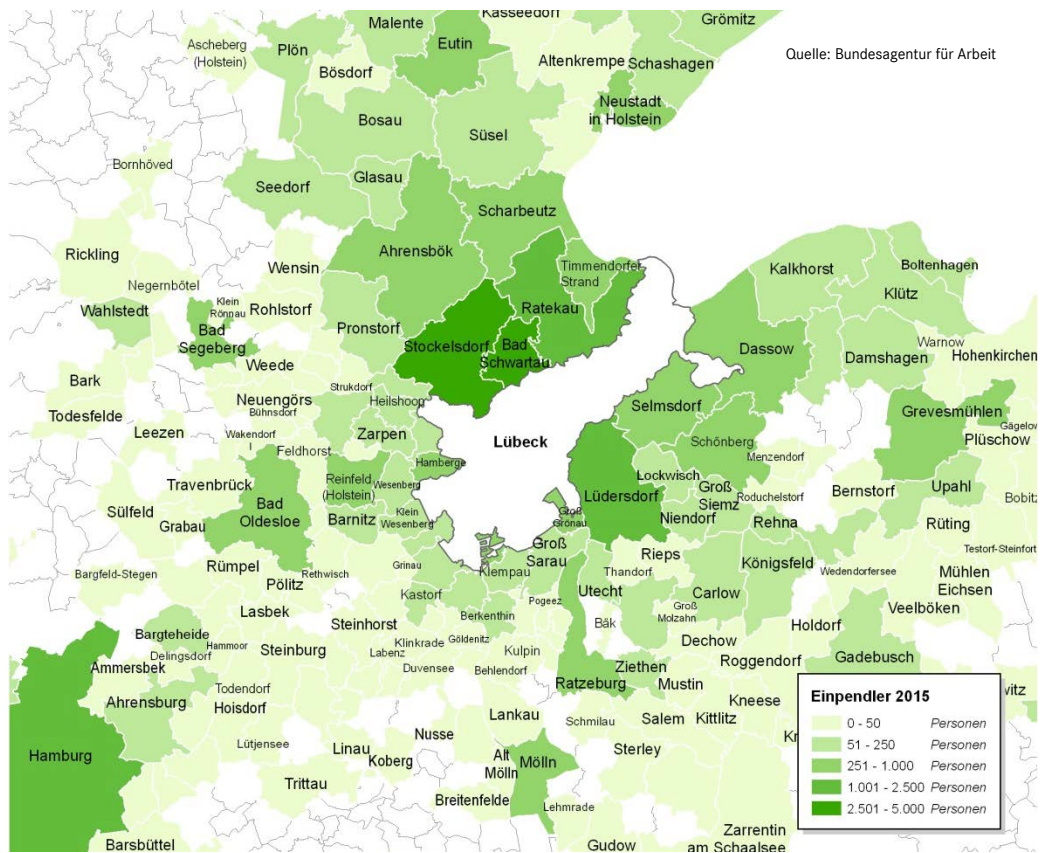 Kasseedorf
Malente
Grömitz
Ascheberg
(Holstein)
Plön
Eutin
Bösdorf
Altenkrempe
Schashagen
Quelle: Bundesagentur für Arbeit
Neustadt
in Holstein
Bosau
Süsel
Bornhöved
Glasau
Seedorf
Scharbeutz
Ahrensbök
Rickling
Wensin
Timmendorfer
Strand
Kalkhorst
Boltenhagen
Negernbötel
Klütz
Wahlstedt
Klein
Rönnau
Rohlstorf
Ratekau
Bad
Segeberg
Pronstorf
Stockelsdorf
Bad
Schwartau
Dassow
Damshagen
Warnow
Hohenkirchen
Weede
Bark
Strukdorf
Heilshoop
Neuengörs
Selmsdorf
Todesfelde
Bühnsdorf
Grevesmühlen
Gägelow
Leezen
Zarpen
Lübeck
Schönberg
Plüschow
Wakendorf
I
Feldhorst
Menzendorf
Hamberge
Travenbrück
Reinfeld
(Holstein)
Wesenberg
Lüdersdorf
Lockwisch
Groß
Siemz
Bernstorf
Upahl
Bobitz
Sülfeld
Bad
Oldesloe
Roduchelstorf
Grabau
Barnitz
Klein
Wesenberg
Groß
Grönau
Niendorf
Rehna
Rüting
Groß
Sarau
Rieps
Testorf-Steinfort
Bargfeld-Stegen
Rümpel
Grinau
Thandorf
Königsfeld
Wedendorfersee
Pölitz
Rethwisch
Klempau
Mühlen
Eichsen
Kastorf
Utecht
Carlow
Lasbek
Pogeez
Groß
Molzahn
Veelböken
Steinhorst
Berkenthin
Bäk
Holdorf
Bargteheide
Hammoor
Steinburg
Klinkrade
Göldenitz
Dechow
Delingsdorf
Labenz
Kulpin
Gadebusch
Ammersbek
Duvensee
Behlendorf
Ziethen
Roggendorf
Ratzeburg
Mustin
Ahrensburg
Todendorf
Kneese
Hoisdorf
Lankau
Schmilau
Salem
Kittlitz
Hamburg
Lütjensee
Linau
Nusse
Sterley
Koberg
Alt
Mölln
Mölln
Trittau
Breitenfelde
Lehmrade
Zarrentin
am Schaalsee
Barsbüttel
Gudow
Einpendler 2015
0 - 50 Personen
51 - 250 Personen
251 - 1.000 Personen
1.001 - 2.500 Personen
2.501 - 5.000 Personen